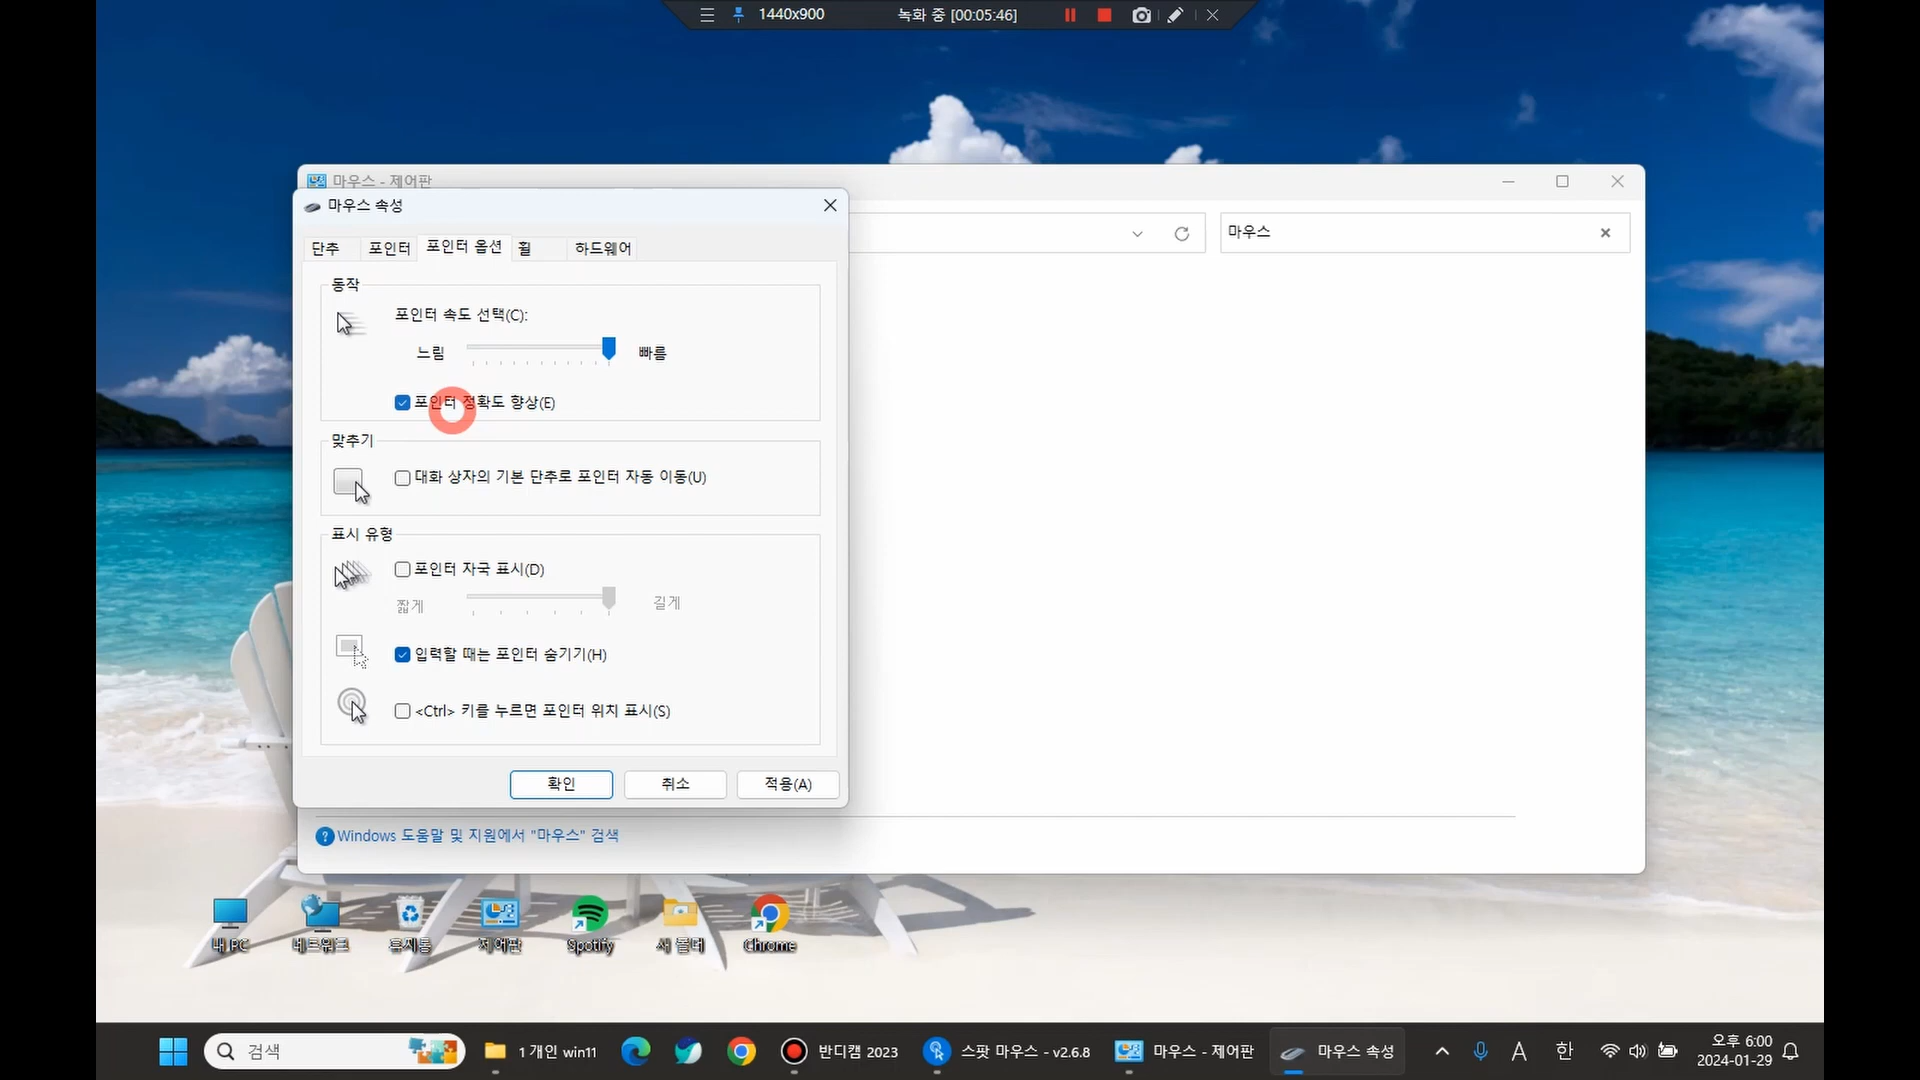 1440x900
녹화 중 [00:05:46]
마우스 - 제어판
마우스 속성
마우스
단추
포인터
포인터 옵션
휠
하드웨어
동작
포인터 속도 선택(C):
느림
빠름
포인터 정확도 향상(E)
맞추기
대화 상자의 기본 단추로 포인터 자동 이동(U)
표시 유형
포인터 자국 표시(D)
짧게
길게
입력할 때는 포인터 숨기기(H)
<Ctrl> 키를 누르면 포인터 위치 표시(S)
확인
취소
적용(A)
Windows 도움말 및 지원에서 "마우스" 검색
내 PC
네트워크
휴지통
제어판
Spotify
새 폴더
Chrome
검색
1 개인 win11
반디캠 2023
스팟 마우스 - v2.6.8
마우스 - 제어판
마우스 속성
A
한
오후 6:00
2024-01-29